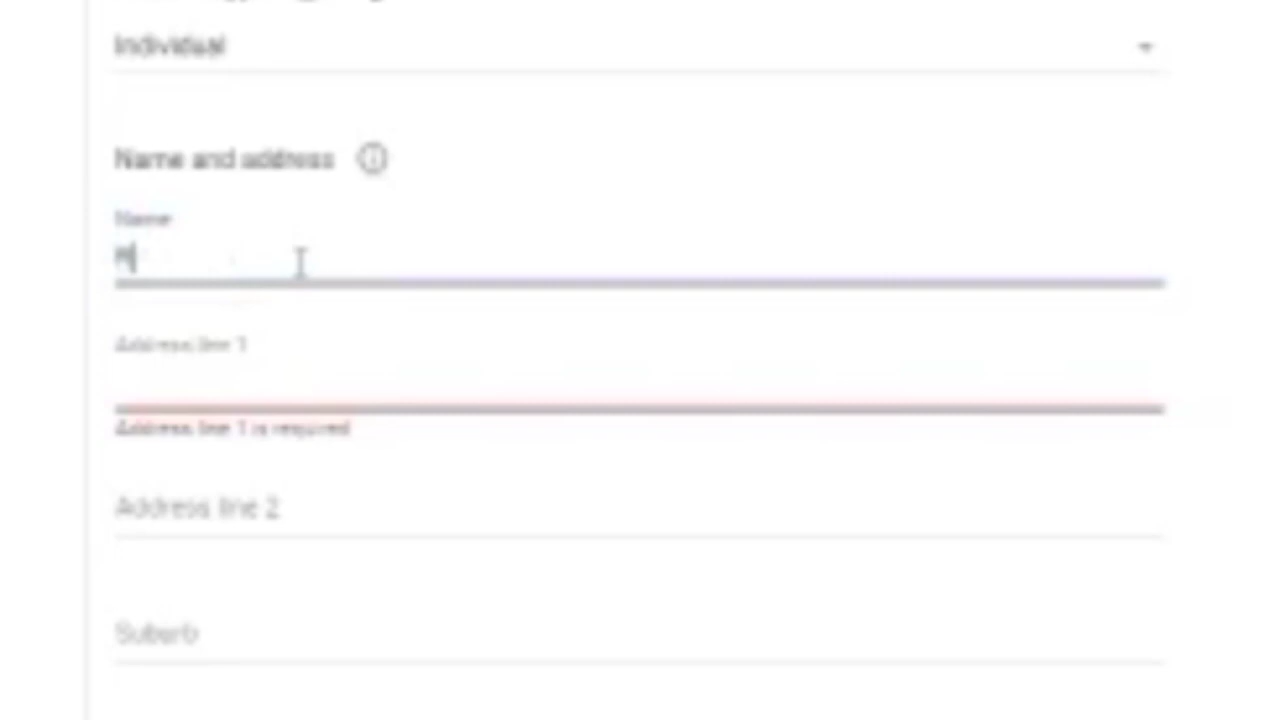 Individual
Name and address
Name
Address line 1
Address line 1 is required
Address line 2
Suburb